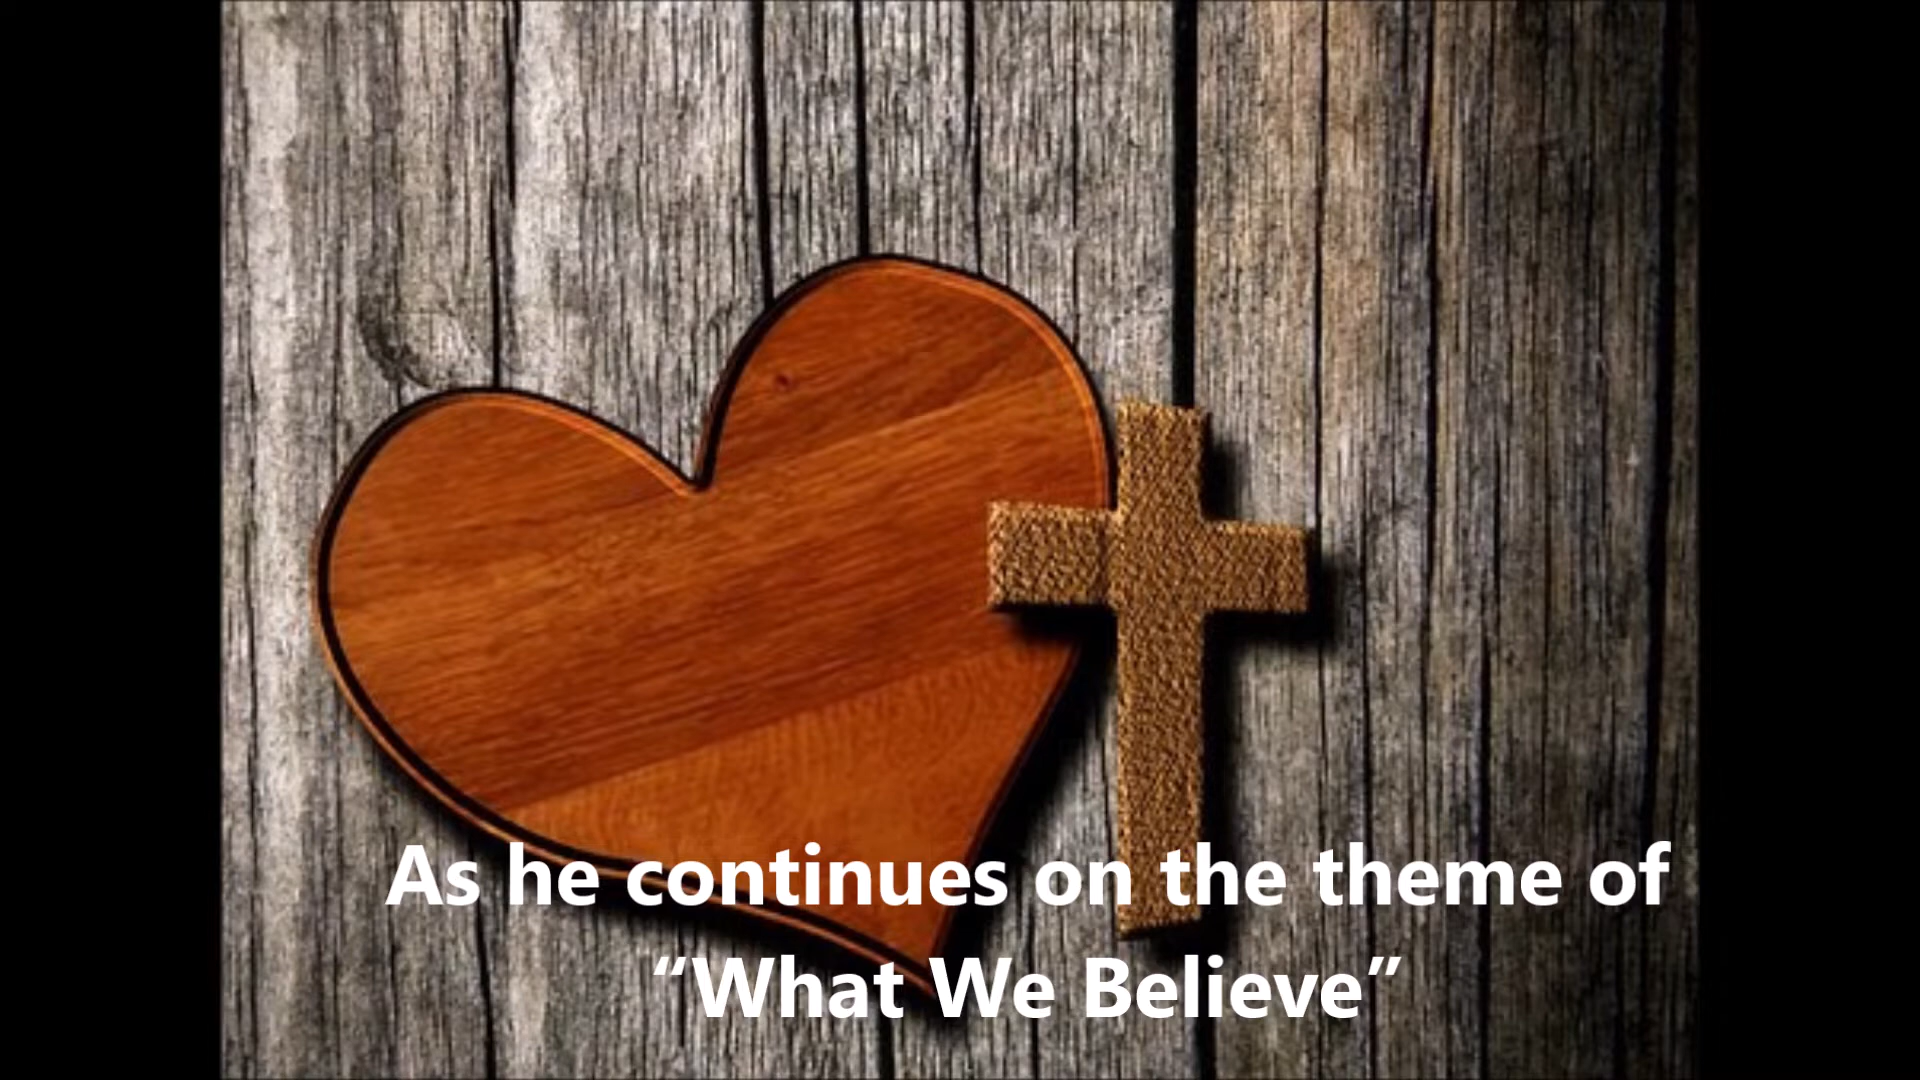 As he continues on the theme of
“What We Believe”